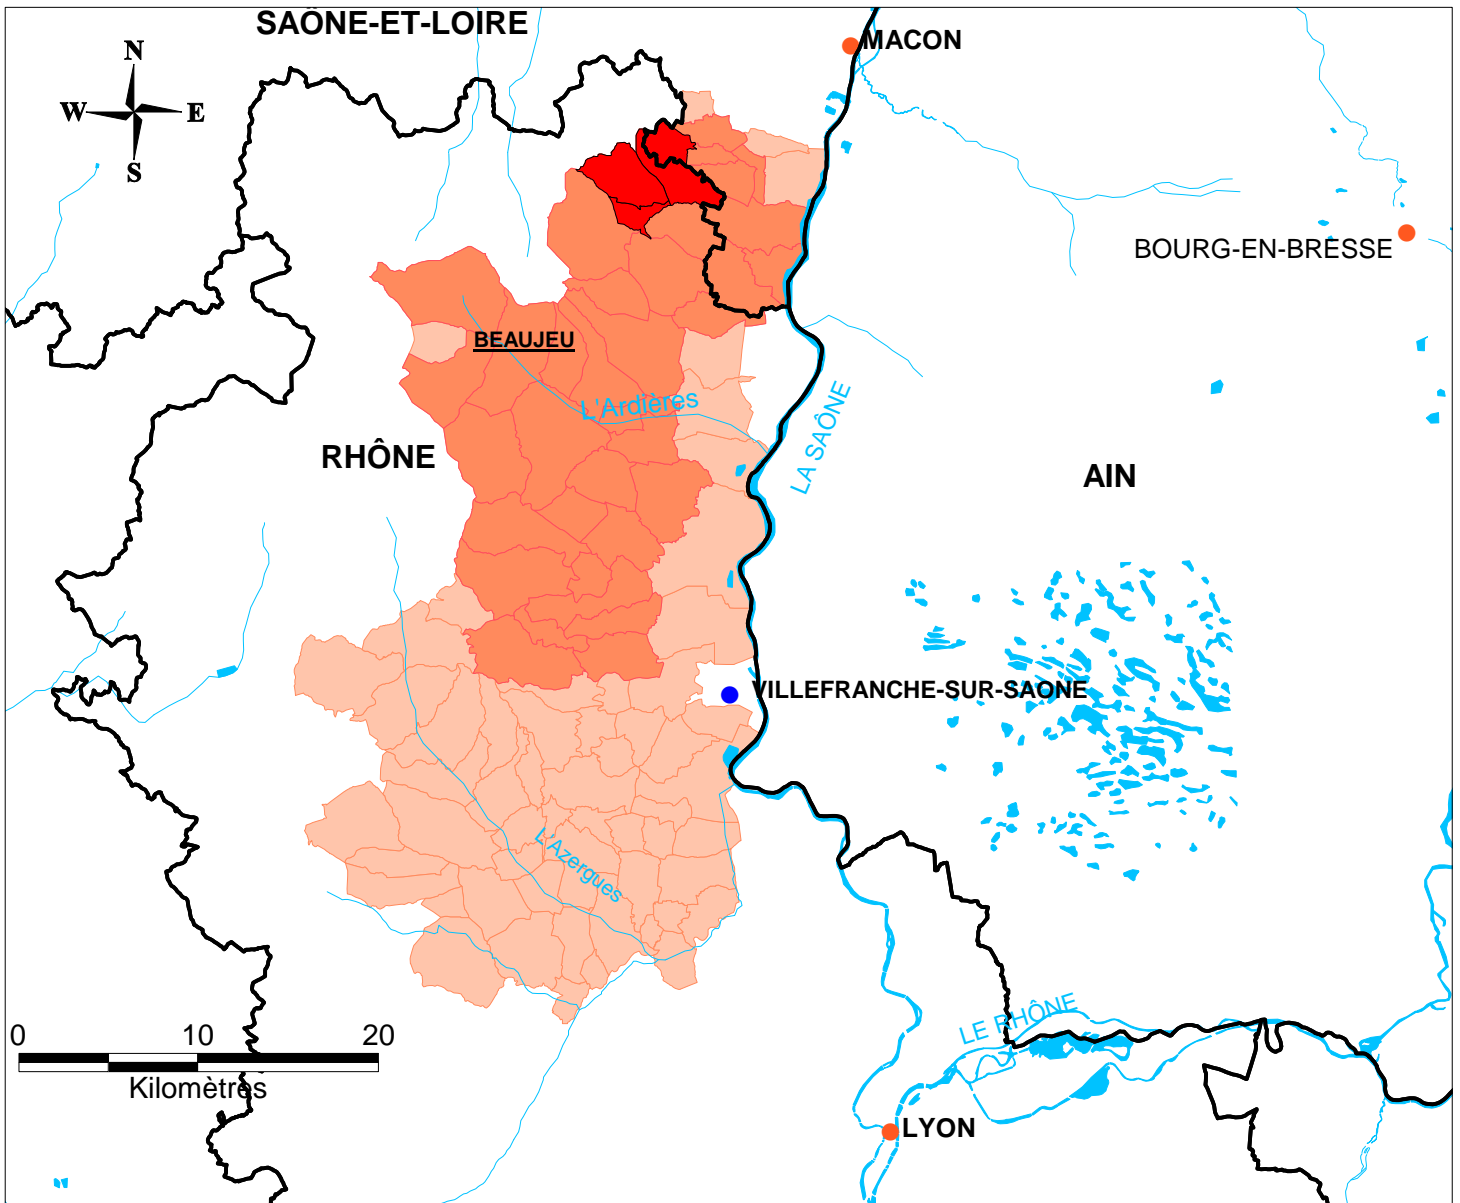 SAÔNE-ET-LOIRE
MACON
N
W
E
S
BOURG-EN-BRESSE
BEAUJEU
L'Ardières
LA SAÔNE
RHÔNE
AIN
VILLEFRANCHE-SUR-SAONE
L'Azergues
LE RHÔNE
0 10 20
Kilomètres
LYON